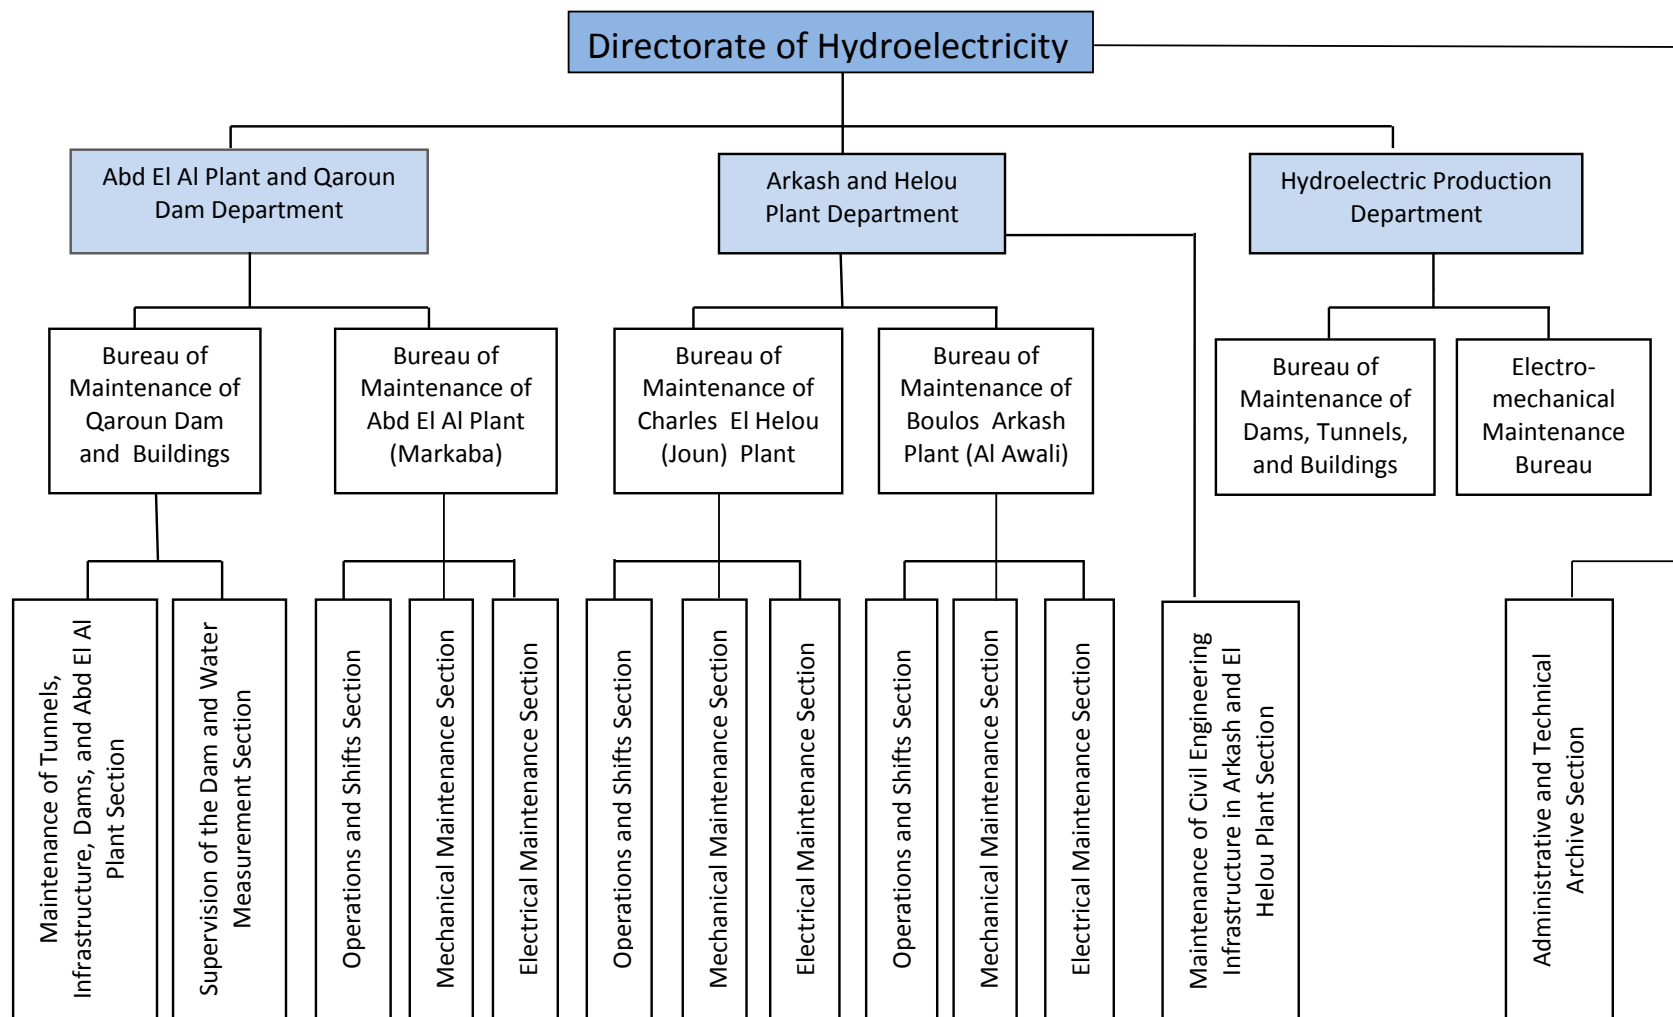 Directorate of Hydroelectricity
Abd El Al Plant and Qaroun
Dam Department
Arkash and Helou
Plant Department
Hydroelectric Production
Department
Bureau of
Maintenance of
Qaroun Dam
and Buildings
Bureau of
Maintenance of
Abd El Al Plant
(Markaba)
Bureau of
Maintenance of
Charles El Helou
(Joun) Plant
Bureau of
Maintenance of
Boulos Arkash
Plant (Al Awali)
Bureau of
Maintenance of
Dams, Tunnels,
and Buildings
Electro-
mechanical
Maintenance
Bureau
Maintenance of Tunnels,
Infrastructure, Dams, and Abd El Al
Plant Section
Supervision of the Dam and Water
Measurement Section
Operations and Shifts Section
Mechanical Maintenance Section
Electrical Maintenance Section
Operations and Shifts Section
Mechanical Maintenance Section
Electrical Maintenance Section
Operations and Shifts Section
Mechanical Maintenance Section
Electrical Maintenance Section
Maintenance of Civil Engineering
Infrastructure in Arkash and El
Helou Plant Section
Administrative and Technical
Archive Section